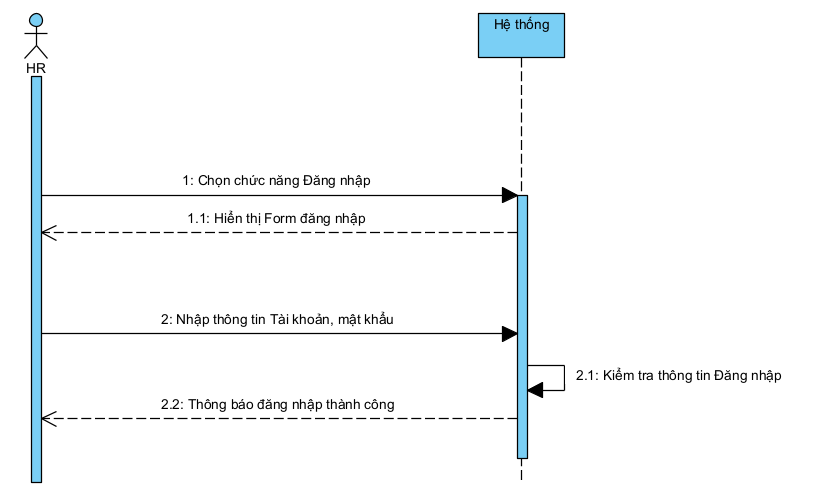 Hệ thống
HR
1: Chọn chức năng Đăng nhập
1.1: Hiển thị Form đăng nhập
2: Nhập thông tin Tài khoản, mật khẩu
2.1: Kiểm tra thông tin Đăng nhập
2.2: Thông báo đăng nhập thành công